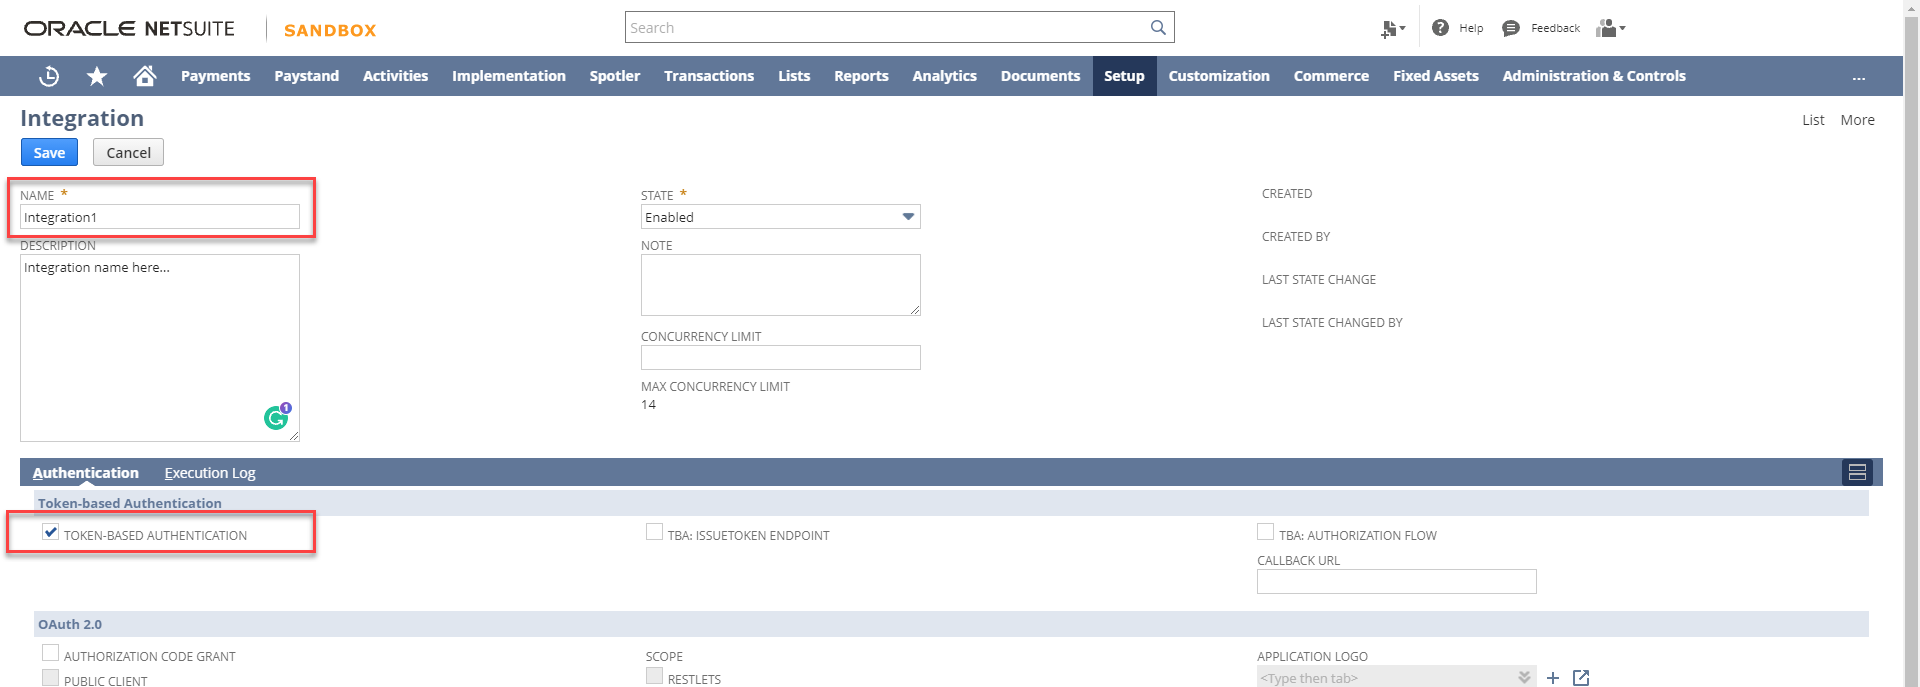 ORACLE NETSUITE SANDBOX Search Help Feedback
Payments Paystand Activities Implementation Spotler Transactions Lists Reports Analytics Documents Setup Customization Commerce Fixed Assets Administration & Controls ...
Integration
List More
Save Cancel
NAME *
Integration1
DESCRIPTION
Integration name here...
1
STATE *
Enabled
NOTE
CONCURRENCY LIMIT
MAX CONCURRENCY LIMIT
14
CREATED
CREATED BY
LAST STATE CHANGE
LAST STATE CHANGED BY
Authentication Execution Log
Token-based Authentication
TOKEN-BASED AUTHENTICATION TBA: ISSUETOKEN ENDPOINT TBA: AUTHORIZATION FLOW
CALLBACK URL
OAuth 2.0
AUTHORIZATION CODE GRANT SCOPE APPLICATION LOGO
PUBLIC CLIENT RESTLETS <Type then tab>